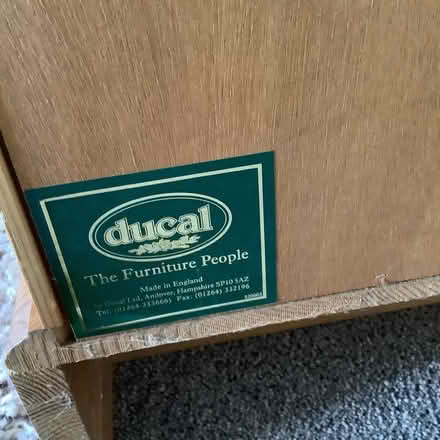 ducal
The Furniture People
Made in England
by Ducal Ltd, Andover, Hampshire SP10 5AZ
Tel: (01264) 333666 Fax: (01264) 332196